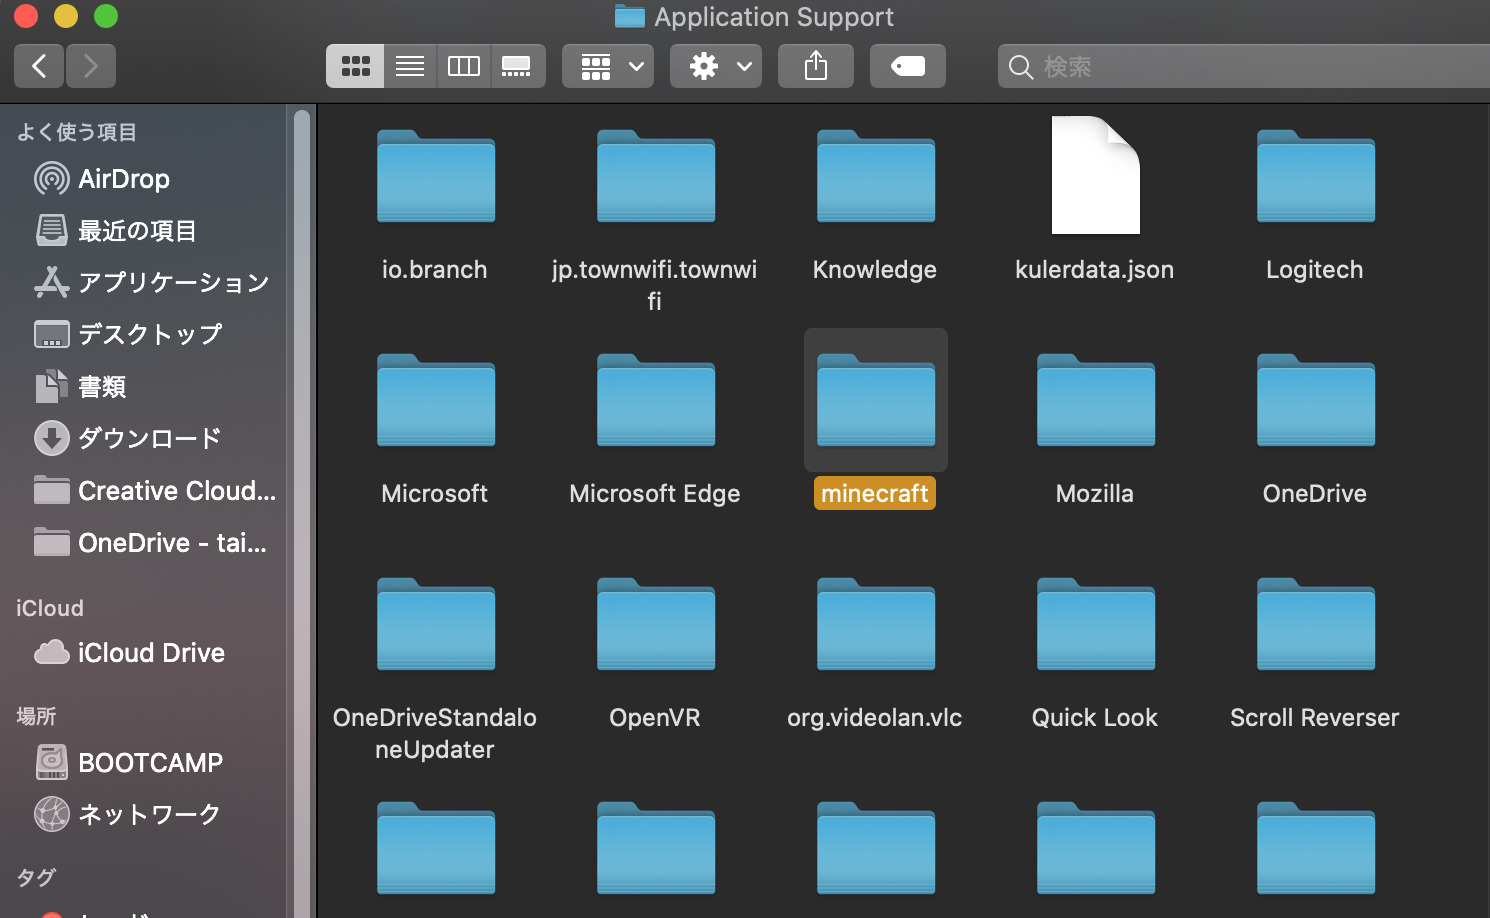 Application Support
検索
よく使う項目
AirDrop
最近の項目
アプリケーション
デスクトップ
書類
ダウンロード
Creative Cloud...
OneDrive - tai...
iCloud
iCloud Drive
場所
BOOTCAMP
ネットワーク
タグ
io.branch
jp.townwifi.townwi
fi
Knowledge
kulerdata.json
Logitech
Microsoft
Microsoft Edge
minecraft
Mozilla
OneDrive
OneDriveStandalo
neUpdater
OpenVR
org.videolan.vlc
Quick Look
Scroll Reverser